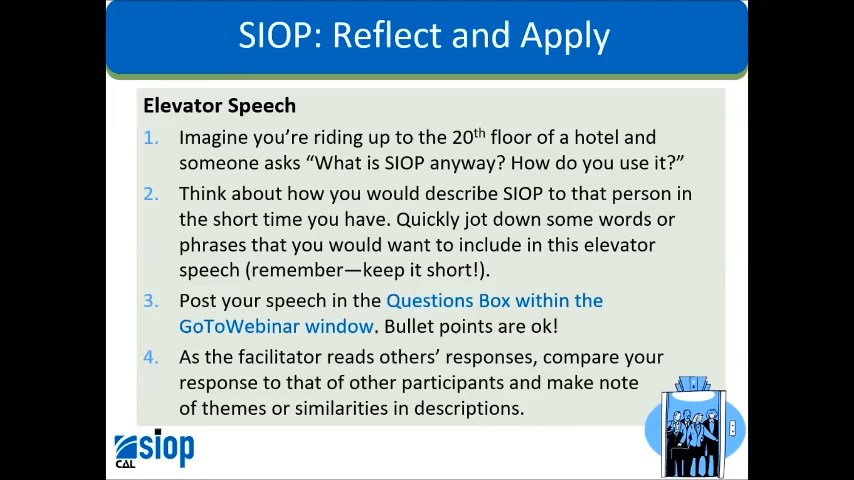 SIOP: Reflect and Apply
Elevator Speech
1. Imagine you're riding up to the 20th floor of a hotel and
someone asks “What is SIOP anyway? How do you use it?”
2. Think about how you would describe SIOP to that person in
the short time you have. Quickly jot down some words or
phrases that you would want to include in this elevator
speech (remember—keep it short!).
3. Post your speech in the Questions Box within the
GoToWebinar window. Bullet points are ok!
4. As the facilitator reads others’ responses, compare your
response to that of other participants and make note
of themes or similarities in descriptions.
siop
CAL